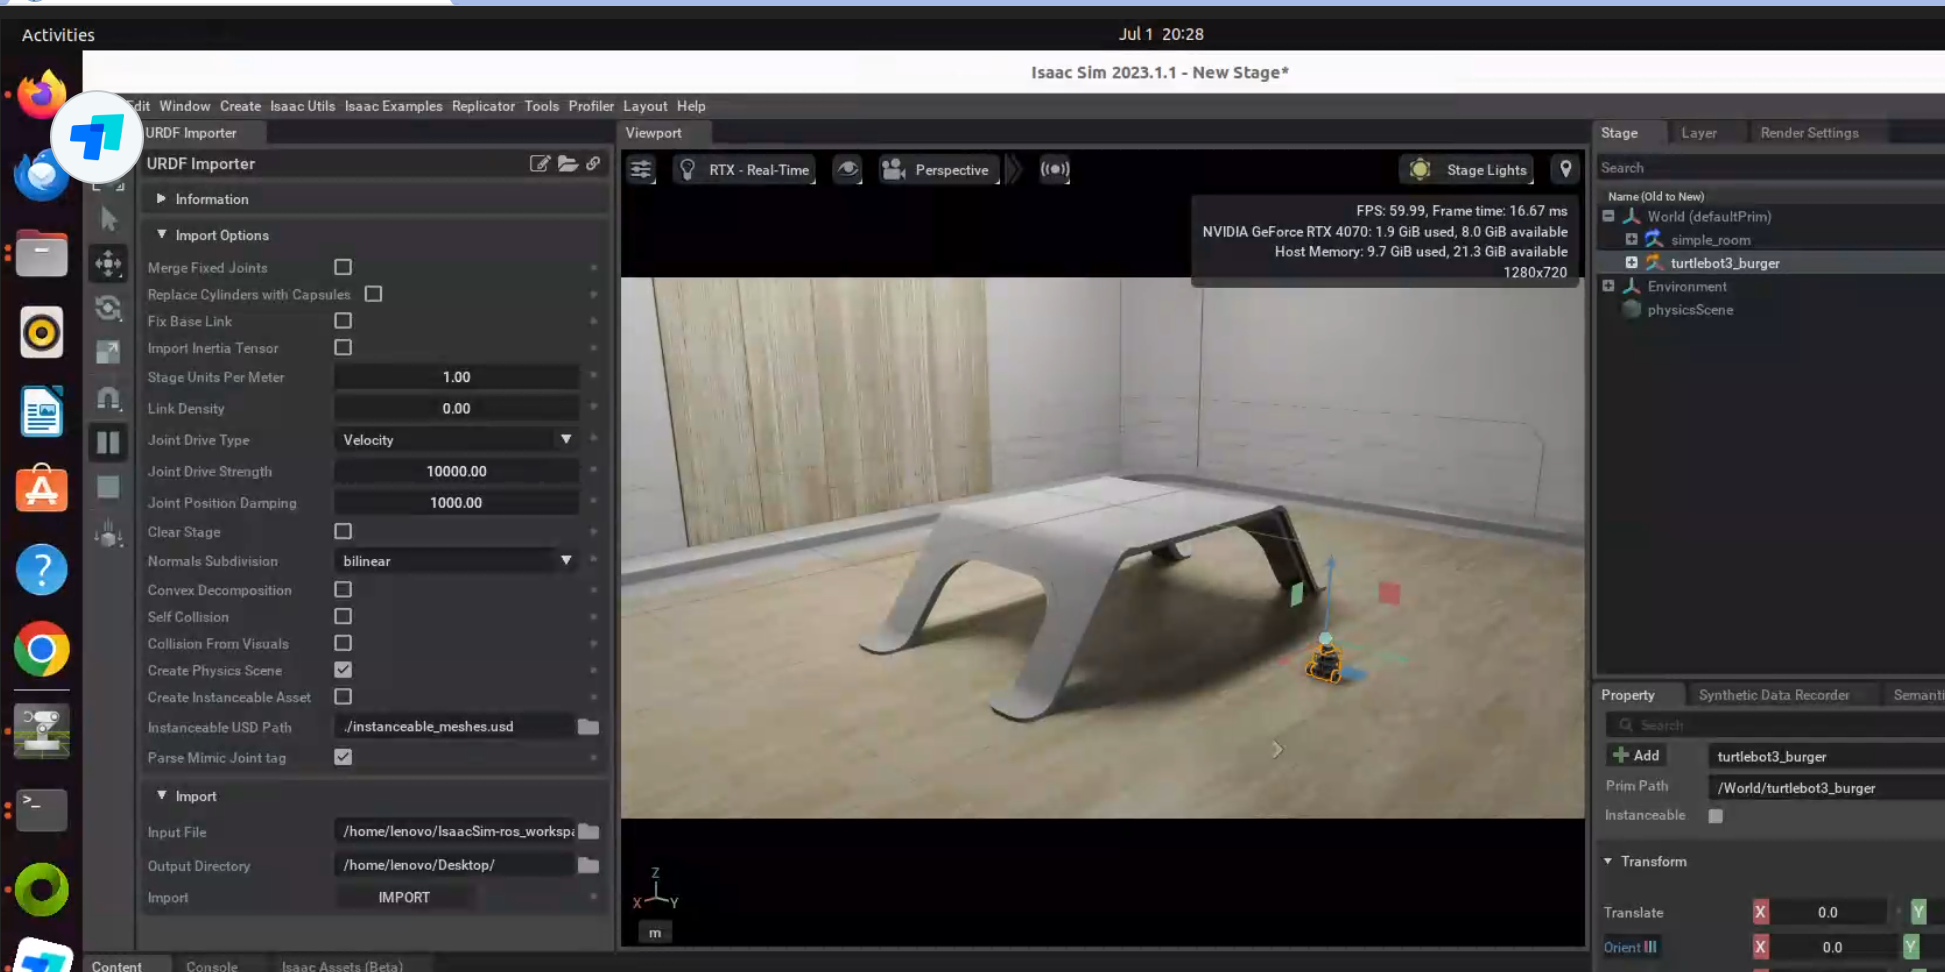 Activities
Jul 1 20:28
Isaac Sim 2023.1.1 - New Stage*
dit Window Create Isaac Utils Isaac Examples Replicator Tools Profiler Layout Help
URDF Importer
Viewport
Stage Layer Render Settings
URDF Importer
RTX - Real-Time
Perspective
Stage Lights
Search
Information
Name (Old to New)
FPS: 59.99, Frame time: 16.67 ms
NVIDIA GeForce RTX 4070: 1.9 GiB used, 8.0 GiB available
Host Memory: 9.7 GiB used, 21.3 GiB available
1280x720
World (defaultPrim)
simple_room
turtlebot3_burger
Environment
physicsScene
Import Options
Merge Fixed Joints
Replace Cylinders with Capsules
Fix Base Link
Import Inertia Tensor
Stage Units Per Meter 1.00
Link Density 0.00
Joint Drive Type Velocity
Joint Drive Strength 10000.00
Joint Position Damping 1000.00
Clear Stage
Normals Subdivision bilinear
Convex Decomposition
Self Collision
Collision From Visuals
Create Physics Scene
Create Instanceable Asset
Instanceable USD Path ./instanceable_meshes.usd
Parse Mimic Joint tag
Import
Input File /home/lenovo/IsaacSim-ros_workspa
Output Directory /home/lenovo/Desktop/
Import IMPORT
Z
X Y
m
Property Synthetic Data Recorder Semanti
Search
Add turtlebot3_burger
Prim Path /World/turtlebot3_burger
Instanceable
Transform
Translate X 0.0 Y
Orient X 0.0 Y
Content Console Isaac Assets (Beta)